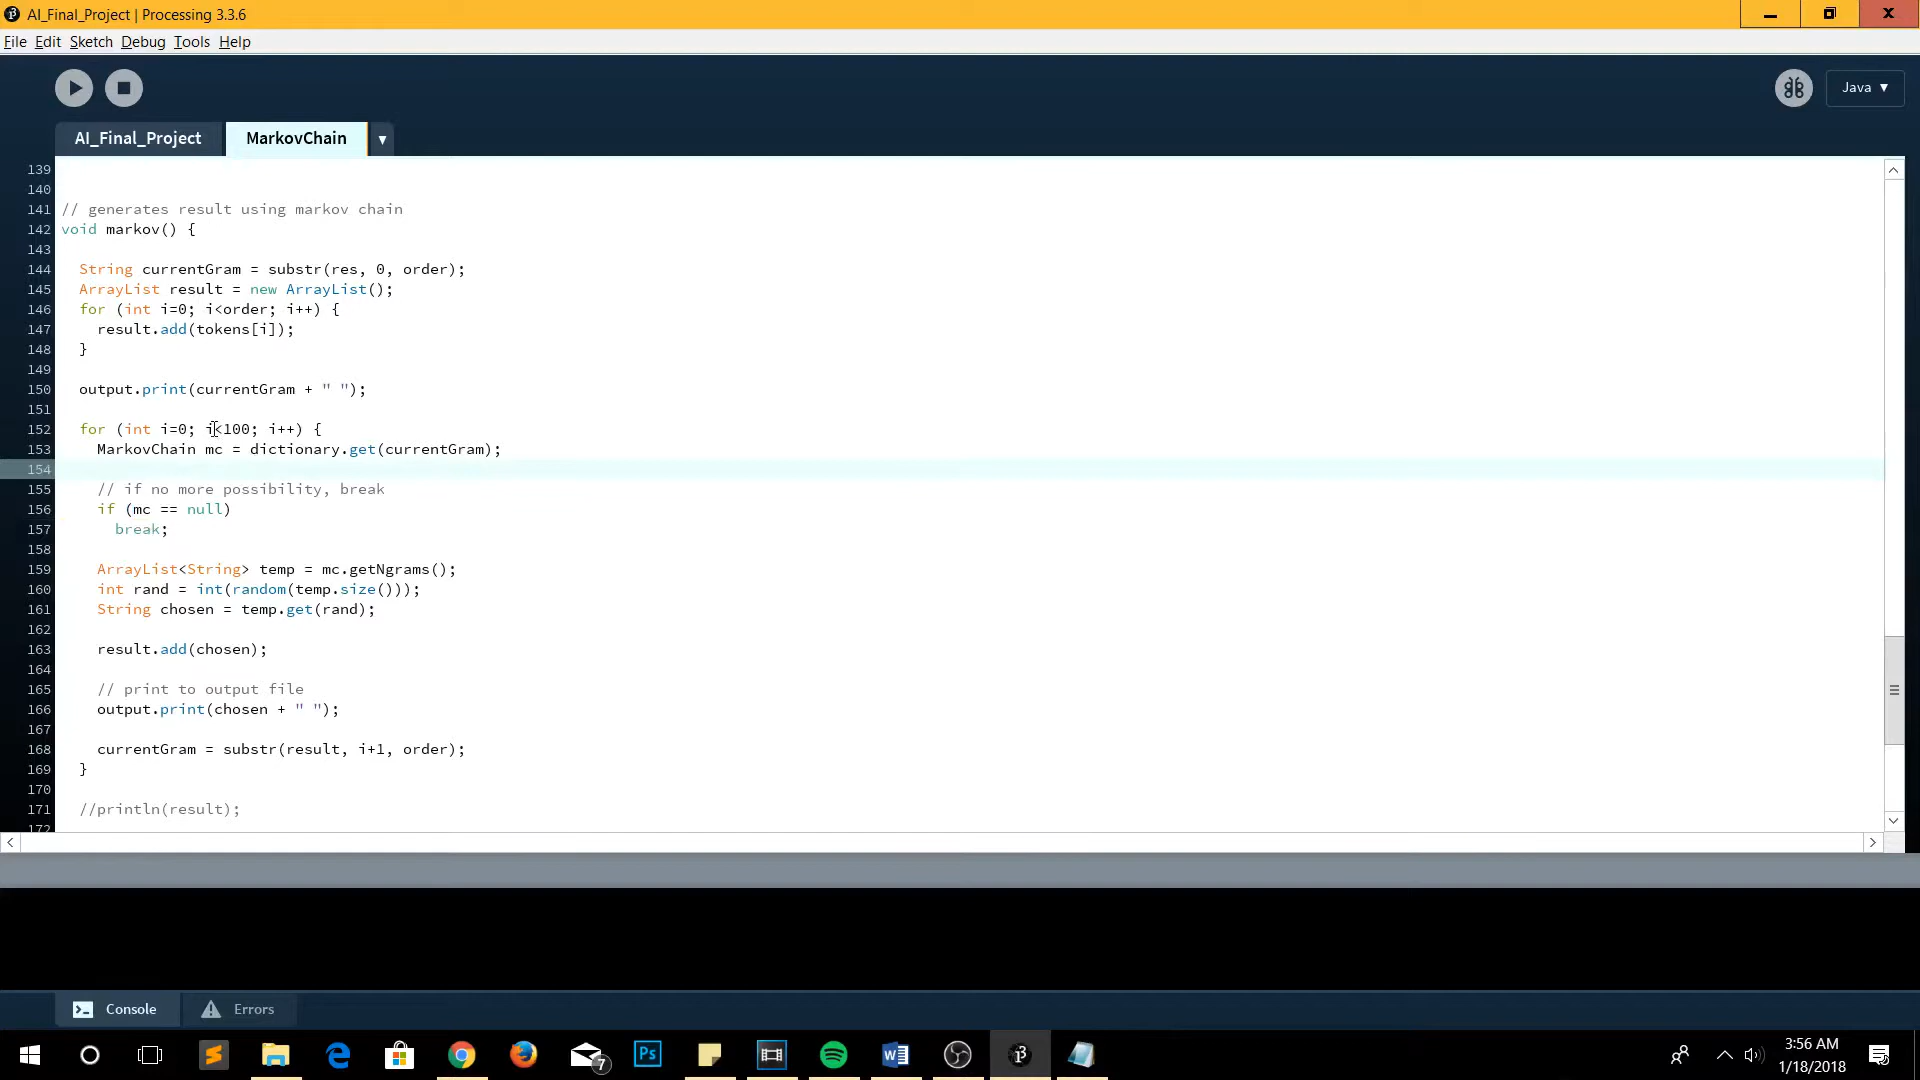 AI_Final_Project | Processing 3.3.6
File Edit Sketch Debug Tools Help
Java ▼
AI_Final_Project MarkovChain ▼
139
140
141 // generates result using markov chain
142 void markov() {
143
144 String currentGram = substr(res, 0, order);
145 ArrayList result = new ArrayList();
146 for (int i=0; i<order; i++) {
147 result.add(tokens[i]);
148 }
149
150 output.print(currentGram + " ");
151
152 for (int i=0; i<100; i++) {
153 MarkovChain mc = dictionary.get(currentGram);
154
155 // if no more possibility, break
156 if (mc == null)
157 break;
158
159 ArrayList<String> temp = mc.getNgrams();
160 int rand = int(random(temp.size()));
161 String chosen = temp.get(rand);
162
163 result.add(chosen);
164
165 // print to output file
166 output.print(chosen + " ");
167
168 currentGram = substr(result, i+1, order);
169 }
170
171 //println(result);
172
Console Errors
Ps
7
3:56 AM
1/18/2018